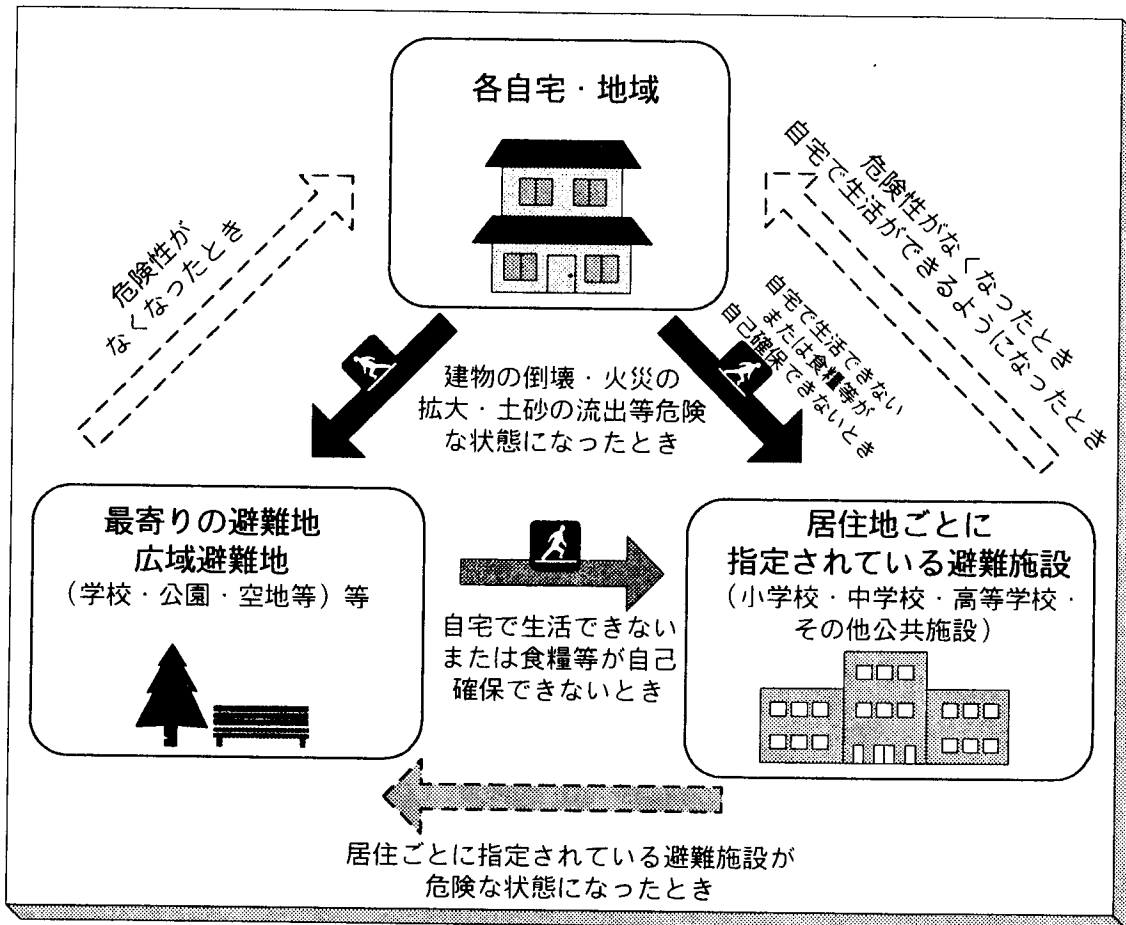 各自宅・地域
危険性が
なくなったとき
危険性がなくなったとき
自宅で生活ができるようになったとき
自宅で生活できない
または食糧等が
自己確保できないとき
建物の倒壊・火災の
拡大・土砂の流出等危険
な状態になったとき
最寄りの避難地
広域避難地
（学校・公園・空地等）等
自宅で生活できない
または食糧等が自己
確保できないとき
居住地ごとに
指定されている避難施設
（小学校・中学校・高等学校・
その他公共施設）
居住ごとに指定されている避難施設が
危険な状態になったとき